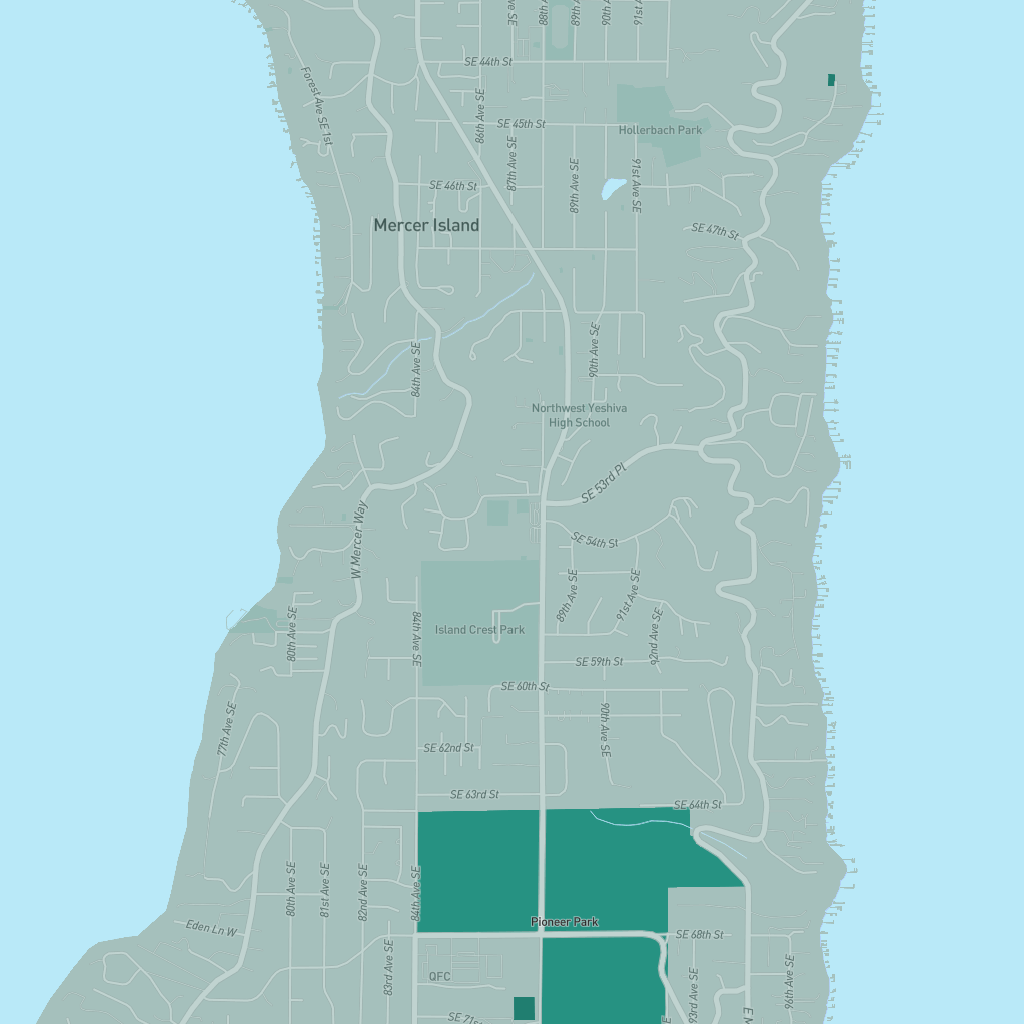 88th A
89th A
90th A
91st A
ve SE
SE 44th St
Forest Ave SE 1st
86th Ave SE
SE 45th St
Hollerbach Park
87th Ave SE
89th Ave SE
91st Ave SE
SE 46th St
Mercer Island
SE 47th St
84th Ave SE
90th Ave SE
Northwest Yeshiva
High School
SE 53rd Pl
W Mercer Way
SE 54th St
89th Ave SE
91st Ave SE
92nd Ave SE
80th Ave SE
84th Ave SE
Island Crest Park
SE 59th St
SE 60th St
77th Ave SE
90th Ave SE
SE 62nd St
SE 63rd St
SE 64th St
80th Ave SE
81st Ave SE
82nd Ave SE
84th Ave SE
Eden Ln W
Pioneer Park
SE 68th St
83rd Ave SE
QFC
93rd Ave SE
96th Ave SE
SE 71st
E M